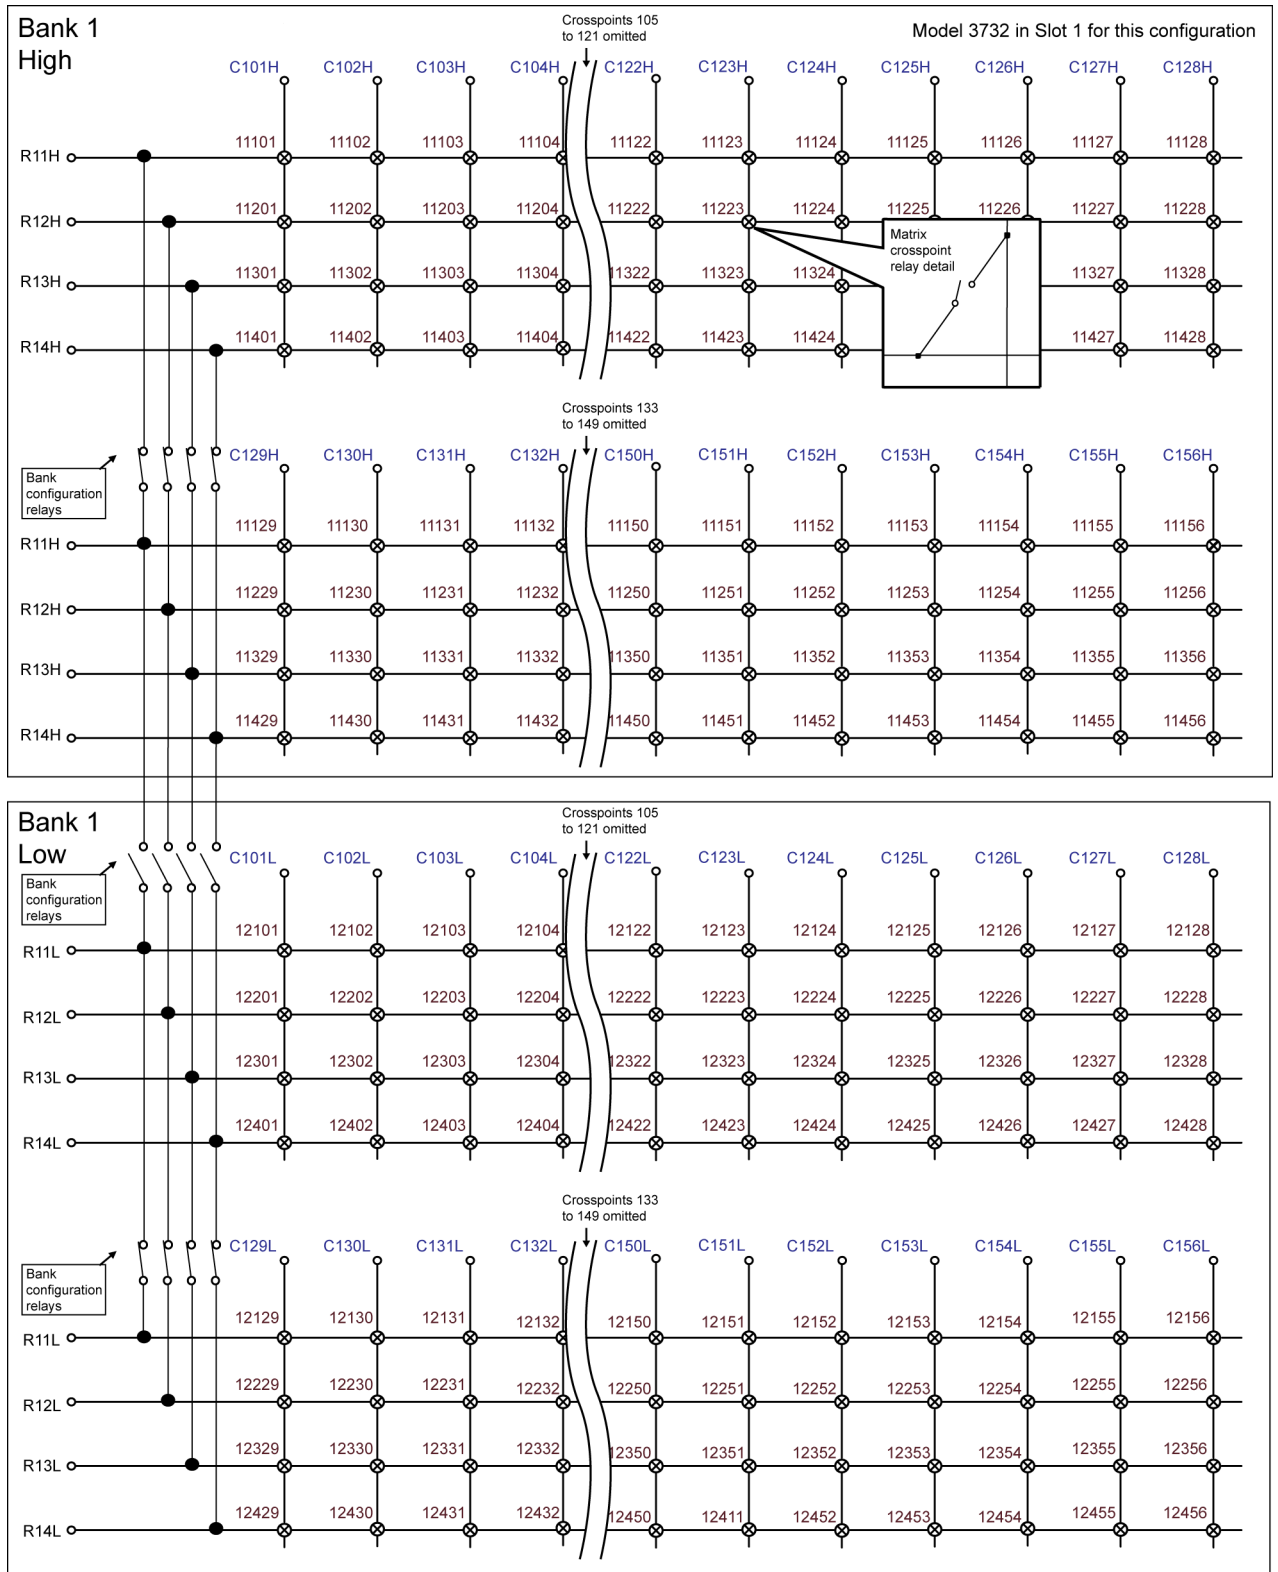 Bank 1
High
Crosspoints 105
to 121 omitted
Model 3732 in Slot 1 for this configuration
C101H C102H C103H C104H C122H C123H C124H C125H C126H C127H C128H
11101 11102 11103 11104 11122 11123 11124 11125 11126 11127 11128
R11H
11201 11202 11203 11204 11222 11223 11224 11225 11226 11227 11228
R12H
Matrix
crosspoint
relay detail
11301 11302 11303 11304 11322 11323 11324 11327 11328
R13H
11401 11402 11403 11404 11422 11423 11424 11427 11428
R14H
Crosspoints 133
to 149 omitted
C129H C130H C131H C132H C150H C151H C152H C153H C154H C155H C156H
Bank
configuration
relays
11129 11130 11131 11132 11150 11151 11152 11153 11154 11155 11156
R11H
11229 11230 11231 11232 11250 11251 11252 11253 11254 11255 11256
R12H
11329 11330 11331 11332 11350 11351 11352 11353 11354 11355 11356
R13H
11429 11430 11431 11432 11450 11451 11452 11453 11454 11455 11456
R14H
Bank 1
Low
Crosspoints 105
to 121 omitted
C101L C102L C103L C104L C122L C123L C124L C125L C126L C127L C128L
Bank
configuration
relays
12101 12102 12103 12104 12122 12123 12124 12125 12126 12127 12128
R11L
12201 12202 12203 12204 12222 12223 12224 12225 12226 12227 12228
R12L
12301 12302 12303 12304 12322 12323 12324 12325 12326 12327 12328
R13L
12401 12402 12403 12404 12422 12423 12424 12425 12426 12427 12428
R14L
Crosspoints 133
to 149 omitted
C129L C130L C131L C132L C150L C151L C152L C153L C154L C155L C156L
Bank
configuration
relays
12129 12130 12131 12132 12150 12151 12152 12153 12154 12155 12156
R11L
12229 12230 12231 12232 12250 12251 12252 12253 12254 12255 12256
R12L
12329 12330 12331 12332 12350 12351 12352 12353 12354 12355 12356
R13L
12429 12430 12431 12432 12450 12411 12452 12453 12454 12455 12456
R14L